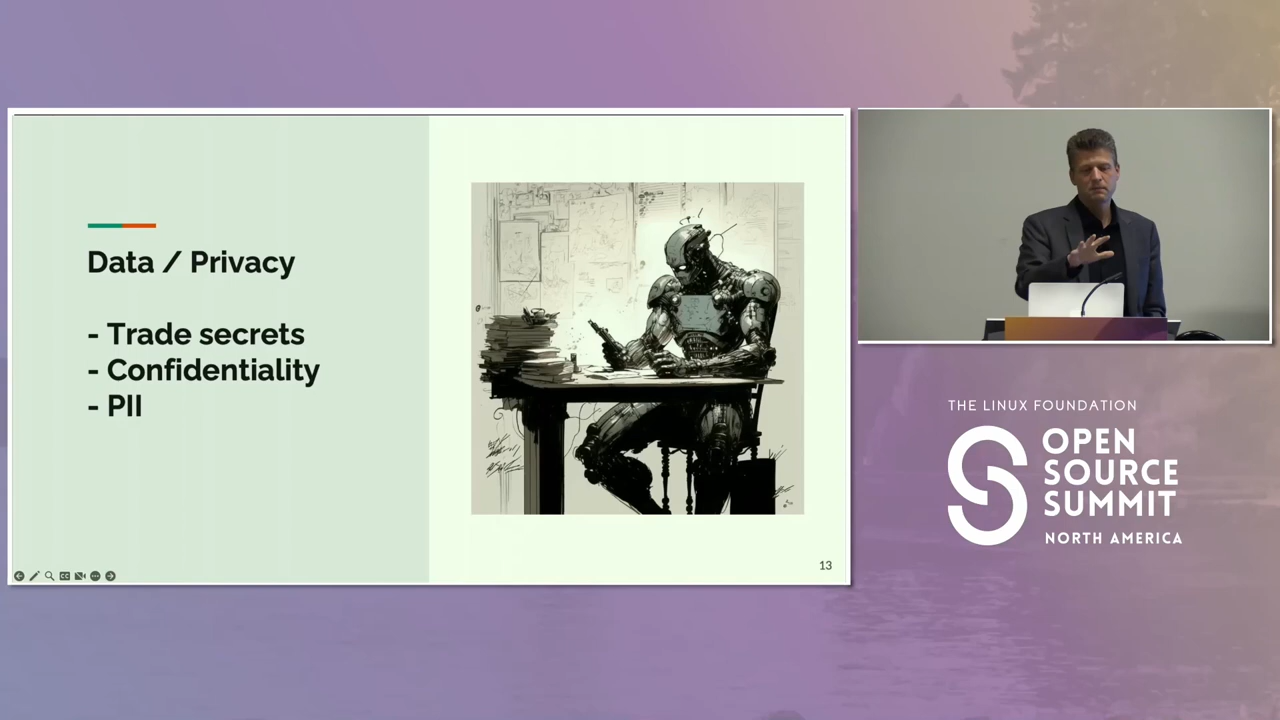 Data / Privacy
- Trade secrets
- Confidentiality
- PII
13
THE LINUX FOUNDATION
OPEN
SOURCE
SUMMIT
NORTH AMERICA